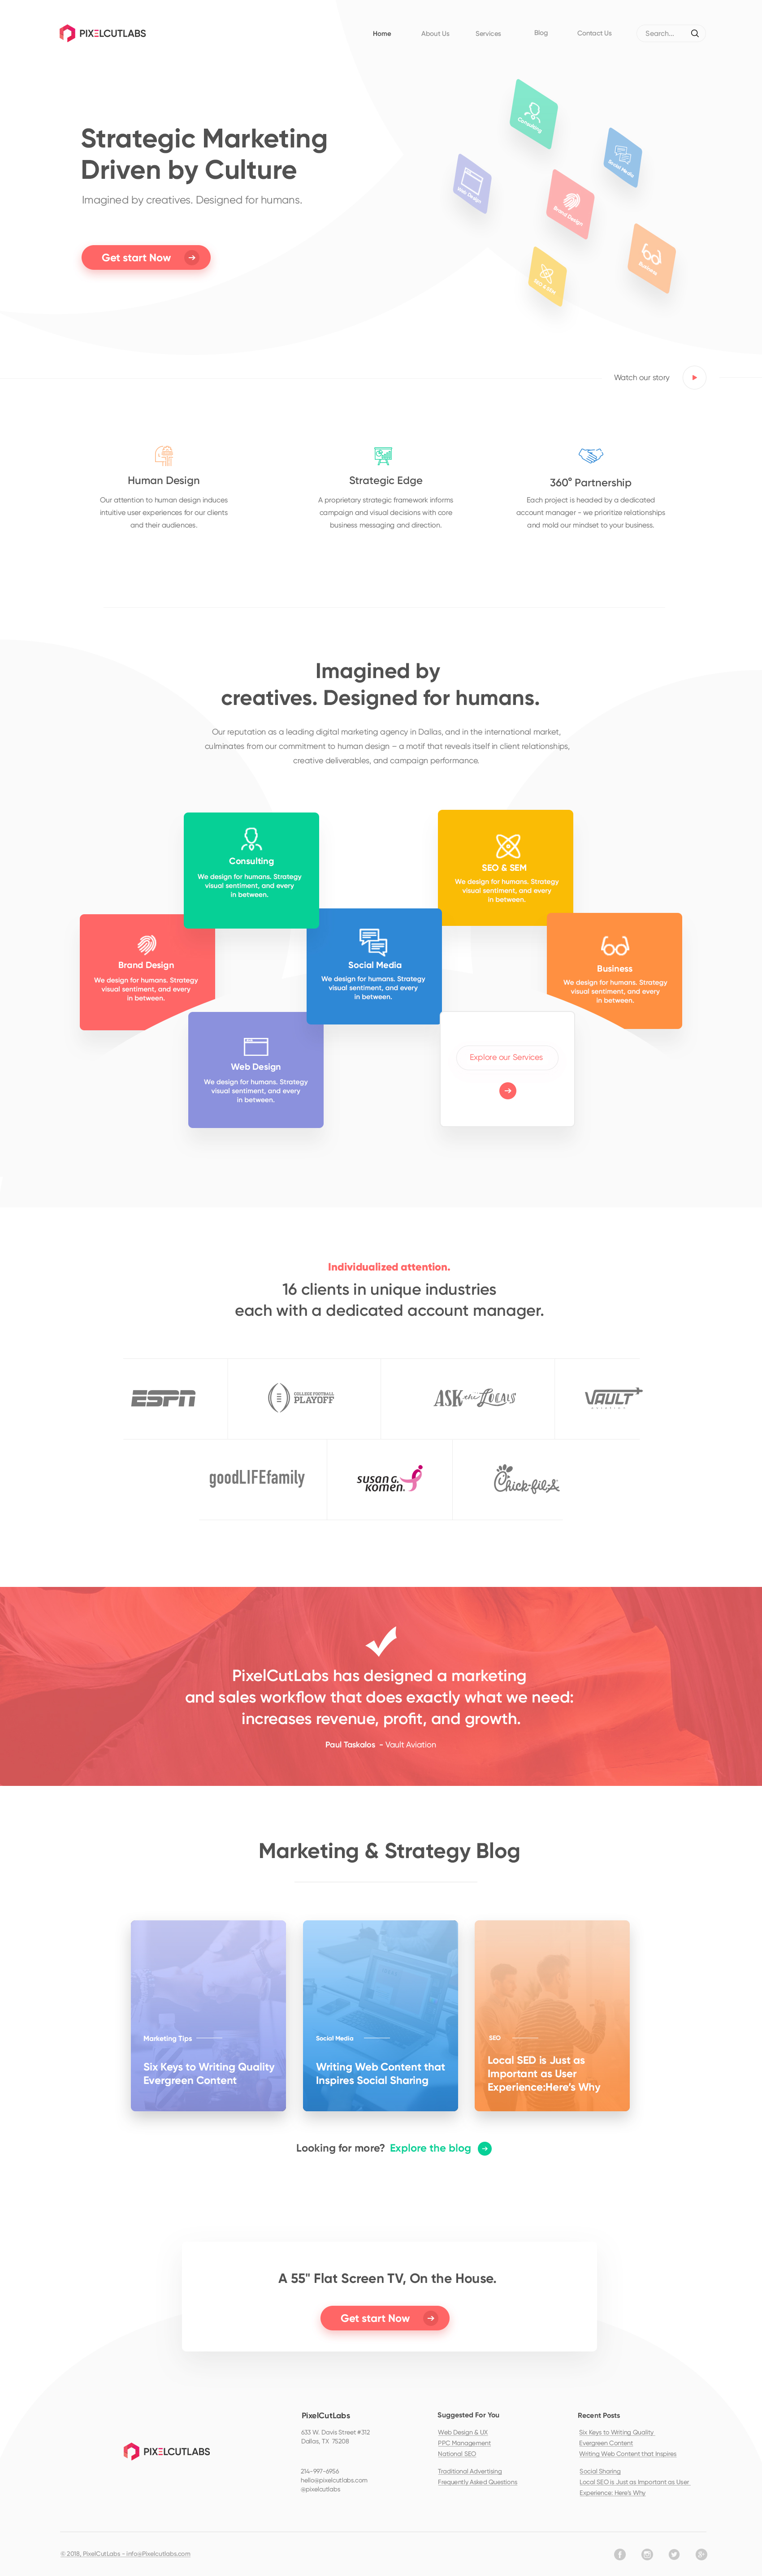 PIXELCUTLABS
Home
About Us
Services
Blog
Contact Us
Search...
Strategic Marketing
Driven by Culture
Imagined by creatives. Designed for humans.
Get start Now
Consulting
Social Media
Web Design
Brand Design
Business
SEO & SEM
Watch our story
Human Design
Our attention to human design induces
intuitive user experiences for our clients
and their audiences.
Strategic Edge
A proprietary strategic framework informs
campaign and visual decisions with core
business messaging and direction.
360° Partnership
Each project is headed by a dedicated
account manager - we prioritize relationships
and mold our mindset to your business.
Imagined by
creatives. Designed for humans.
Our reputation as a leading digital marketing agency in Dallas, and in the international market,
culminates from our commitment to human design – a motif that reveals itself in client relationships,
creative deliverables, and campaign performance.
Consulting
We design for humans. Strategy
visual sentiment, and every
in between.
SEO & SEM
We design for humans. Strategy
visual sentiment, and every
in between.
Brand Design
We design for humans. Strategy
visual sentiment, and every
in between.
Social Media
We design for humans. Strategy
visual sentiment, and every
in between.
Business
We design for humans. Strategy
visual sentiment, and every
in between.
Web Design
We design for humans. Strategy
visual sentiment, and every
in between.
Explore our Services
Individualized attention.
16 clients in unique industries
each with a dedicated account manager.
ESPN
COLLEGE FOOTBALL
PLAYOFF
ASK the Locals
VAULT
AVIATION
goodLIFEfamily
susan G.
komen.
Chick-fil-A
PixelCutLabs has designed a marketing
and sales workflow that does exactly what we need:
increases revenue, profit, and growth.
Paul Taskalos - Vault Aviation
Marketing & Strategy Blog
Marketing Tips
Six Keys to Writing Quality
Evergreen Content
Social Media
Writing Web Content that
Inspires Social Sharing
SEO
Local SED is Just as
Important as User
Experience:Here's Why
Looking for more? Explore the blog
A 55" Flat Screen TV, On the House.
Get start Now
PIXELCUTLABS
PixelCutLabs
633 W. Davis Street #312
Dallas, TX 75208
214-997-6956
hello@pixelcutlabs.com
@pixelcutlabs
Suggested For You
Web Design & UX
PPC Management
National SEO
Traditional Advertising
Frequently Asked Questions
Recent Posts
Six Keys to Writing Quality
Evergreen Content
Writing Web Content that Inspires
Social Sharing
Local SEO is Just as Important as User
Experience: Here's Why
© 2018, PixelCutLabs - info@Pixelcutlabs.com